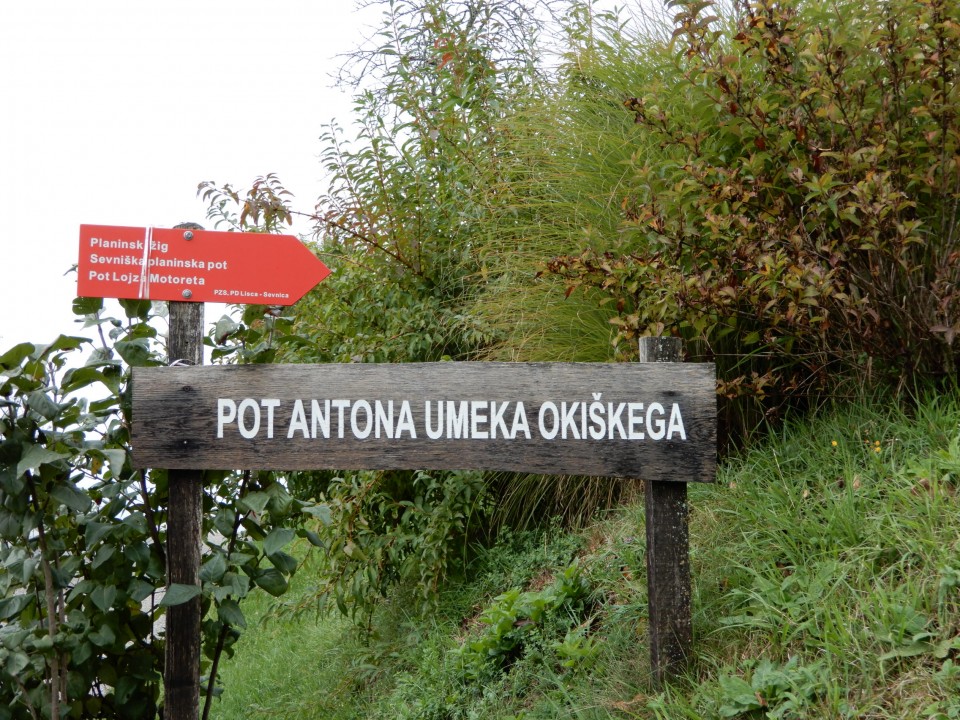 Planinski žig
Sevniška planinska pot
Pot Lojza Motoreta
PZS, PD Lisca - Sevnica
POT ANTONA UMEKA OKIŠKEGA